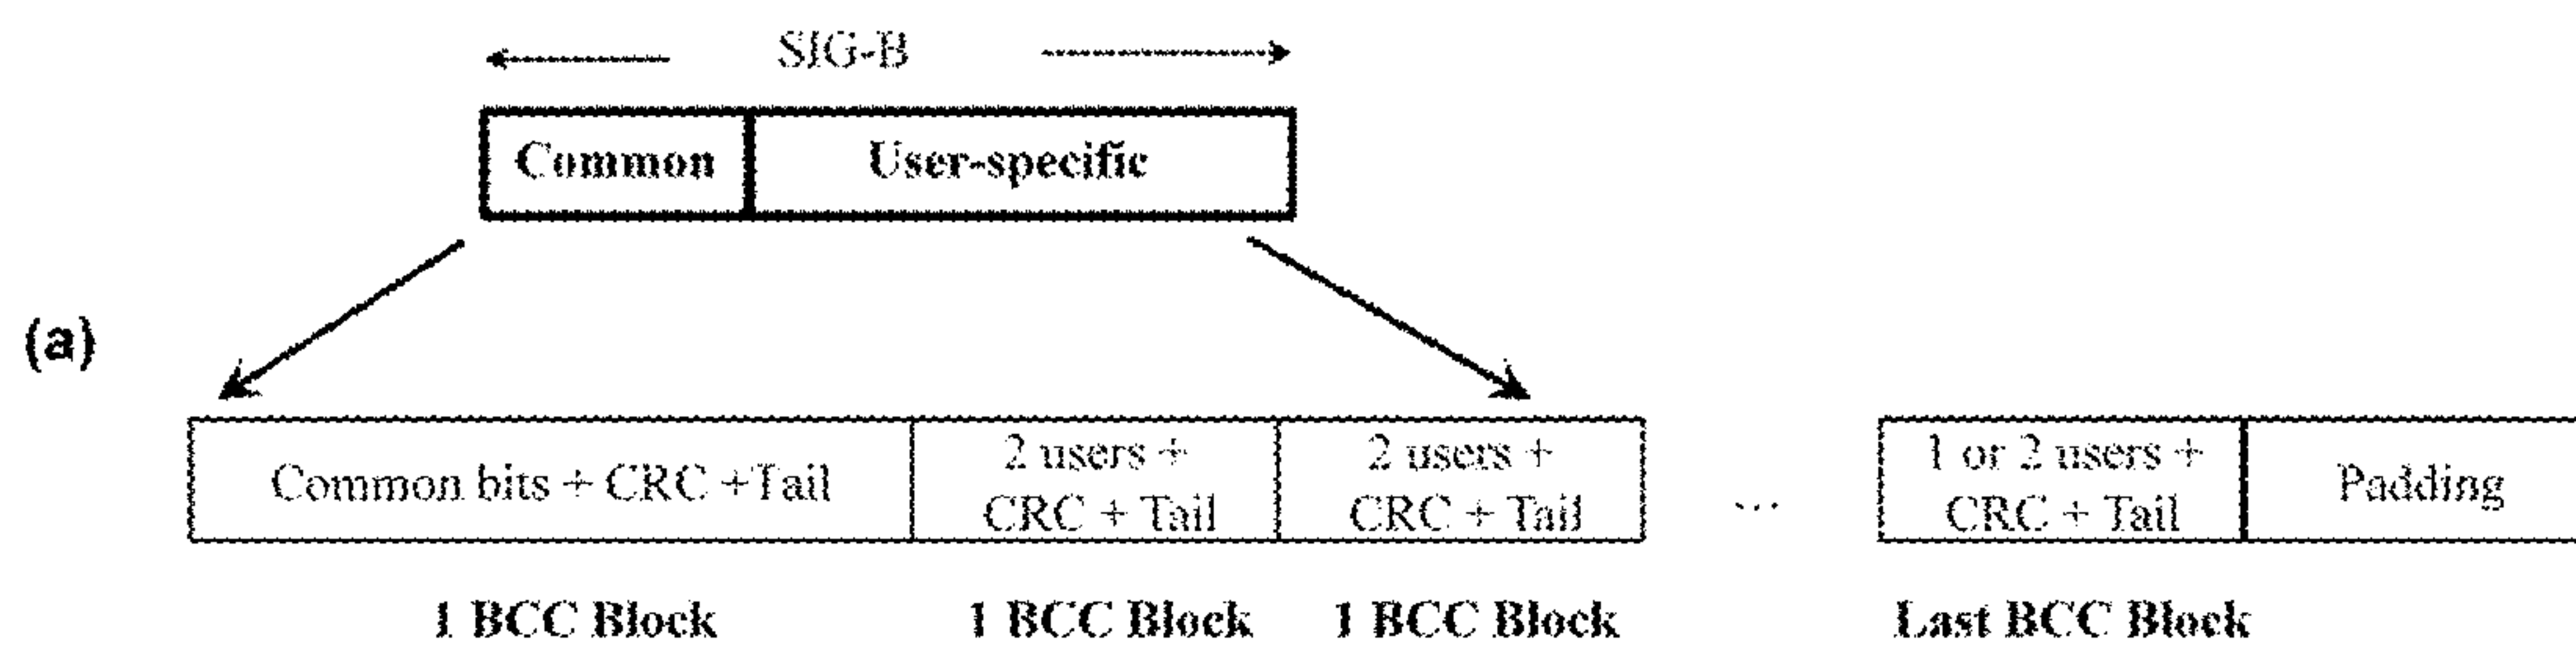 SIG-B
Common User-specific
(a)
Common bits + CRC +Tail
2 users +
CRC + Tail
2 users +
CRC + Tail
...
1 or 2 users +
CRC + Tail
Padding
1 BCC Block 1 BCC Block 1 BCC Block Last BCC Block